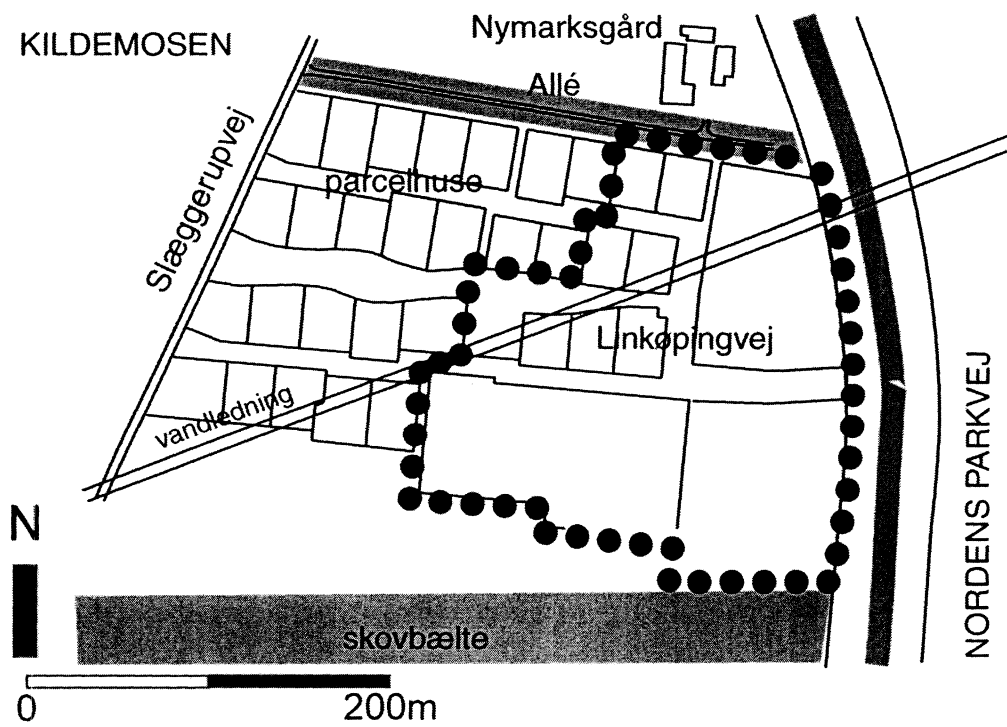 Nymarksgård
KILDEMOSEN
Allé
Slæggerupvej
parcelhuse
Linkøpingvej
vandledning
NORDENS PARKVEJ
N
skovbælte
0 200m